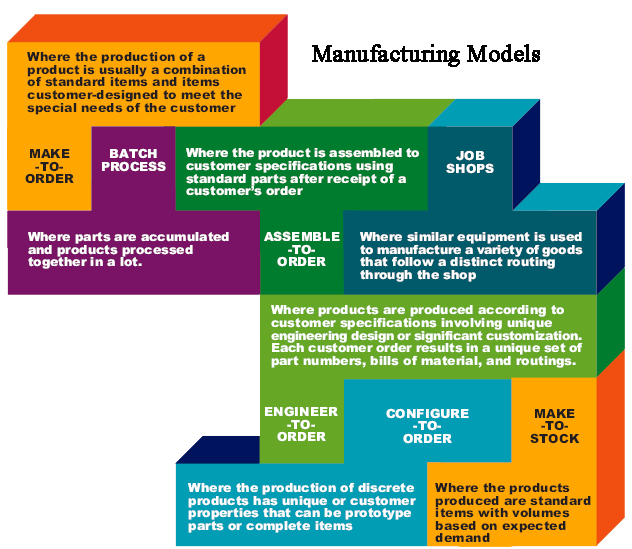 Manufacturing Models
Where the production of a
product is usually a combination
of standard items and items
customer-designed to meet the
special needs of the customer
MAKE
-TO-
ORDER
BATCH
PROCESS
Where the product is assembled to
customer specifications using
standard parts after receipt of a
customer's order
JOB
SHOPS
Where parts are accumulated
and products processed
together in a lot.
ASSEMBLE
-TO-
ORDER
Where similar equipment is used
to manufacture a variety of goods
that follow a distinct routing
through the shop
Where products are produced according to
customer specifications involving unique
engineering design or significant customization.
Each customer order results in a unique set of
part numbers, bills of material, and routings.
ENGINEER
-TO-
ORDER
CONFIGURE
-TO-
ORDER
MAKE
-TO-
STOCK
Where the production of discrete
products has unique or customer
properties that can be prototype
parts or complete items
Where the products
produced are standard
items with volumes
based on expected
demand